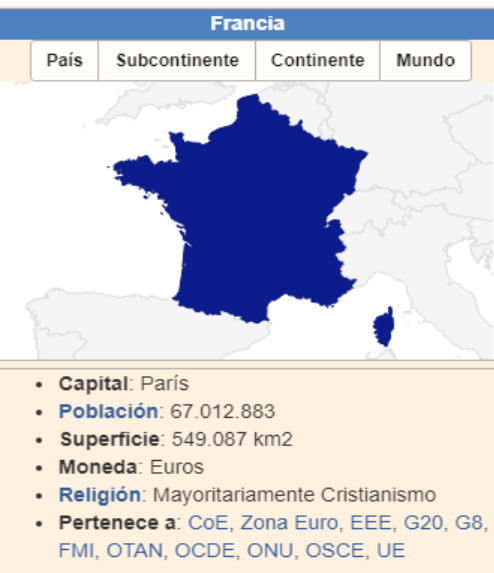 Francia
País Subcontinente Continente Mundo
Capital: París
Población: 67.012.883
Superficie: 549.087 km2
Moneda: Euros
Religión: Mayoritariamente Cristianismo
Pertenece a: CoE, Zona Euro, EEE, G20, G8,
FMI, OTAN, OCDE, ONU, OSCE, UE